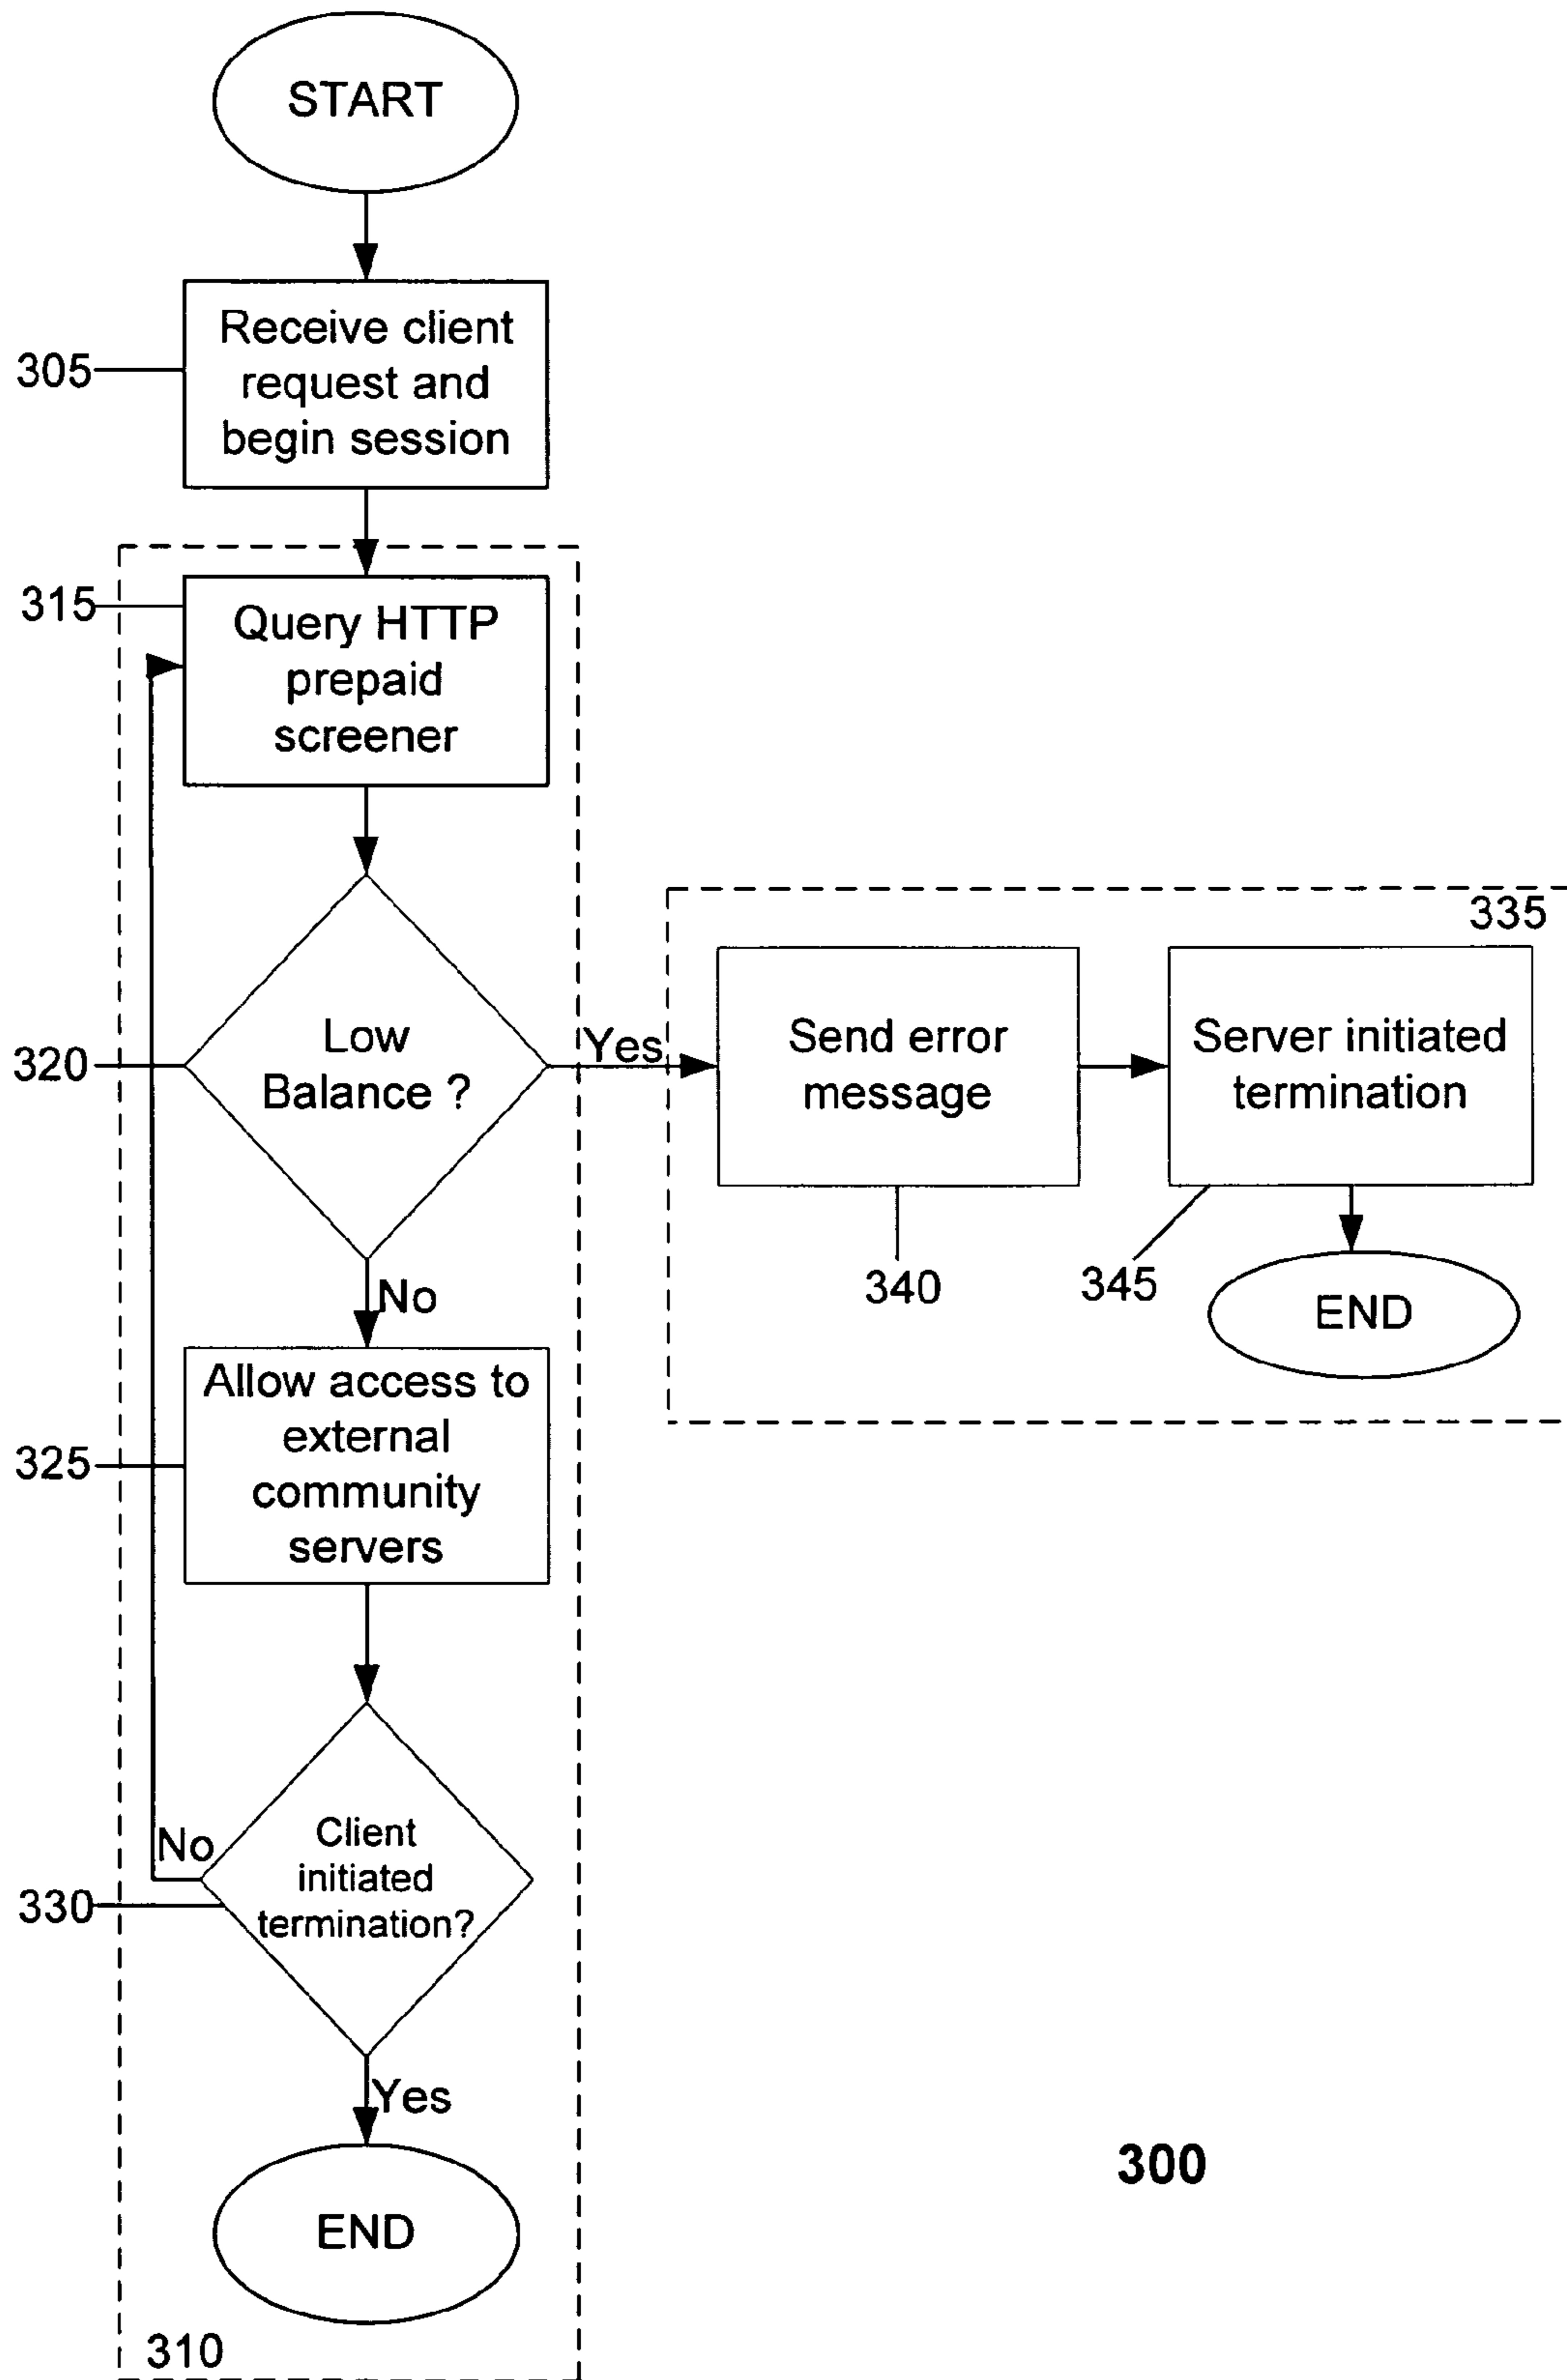 START
305
Receive client
request and
begin session
315
Query HTTP
prepaid
screener
320
Low
Balance ?
Yes
335
Send error
message
Server initiated
termination
340
345
END
No
325
Allow access to
external
community
servers
No
330
Client
initiated
termination?
Yes
END
310
300